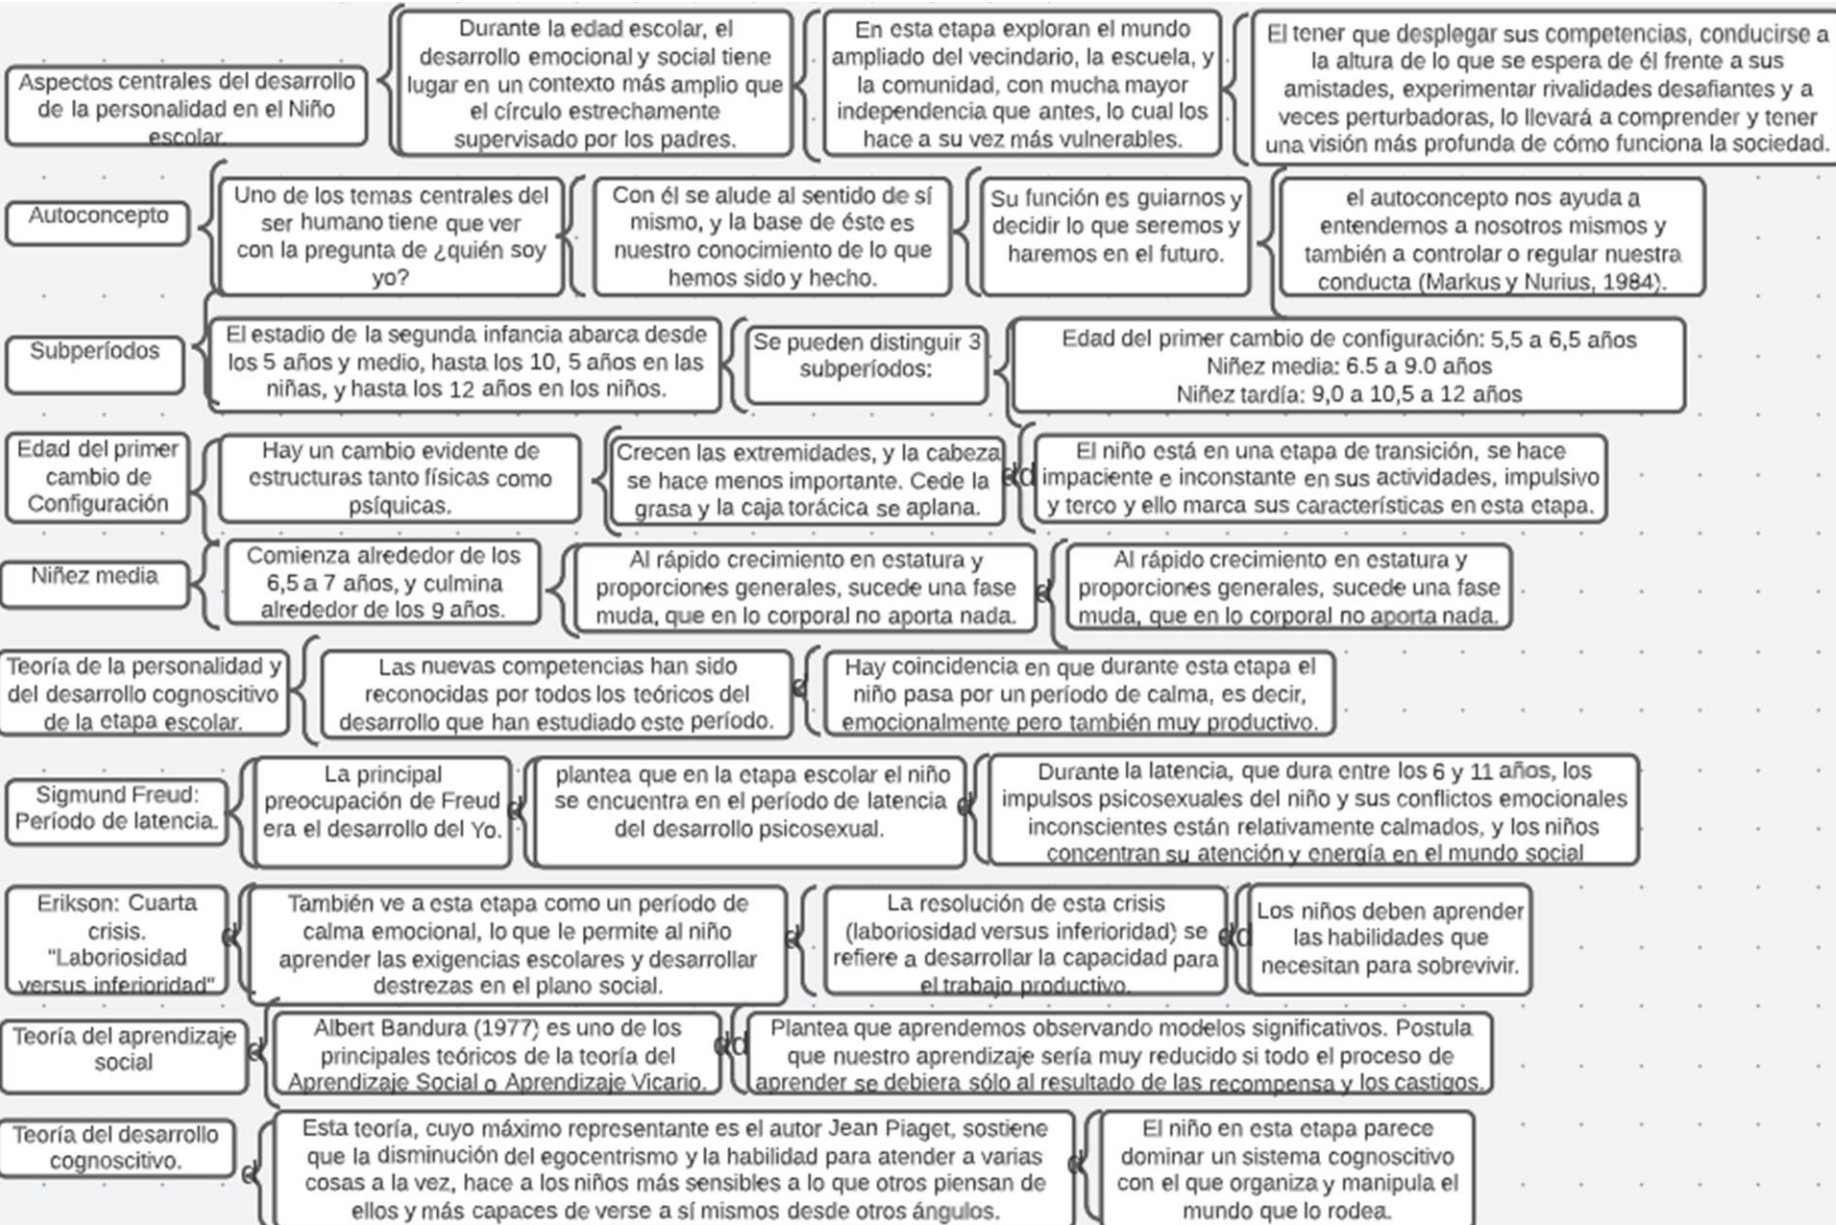 Aspectos centrales del desarrollo
de la personalidad en el Niño
escolar.
Durante la edad escolar, el
desarrollo emocional y social tiene
lugar en un contexto más amplio que
el círculo estrechamente
supervisado por los padres.
En esta etapa exploran el mundo
ampliado del vecindario, la escuela, y
la comunidad, con mucha mayor
independencia que antes, lo cual los
hace a su vez más vulnerables.
El tener que desplegar sus competencias, conducirse a
la altura de lo que se espera de él frente a sus
amistades, experimentar rivalidades desafiantes y a
veces perturbadoras, lo llevará a comprender y tener
una visión más profunda de cómo funciona la sociedad.
Autoconcepto
Uno de los temas centrales del
ser humano tiene que ver
con la pregunta de ¿quién soy
yo?
Con él se alude al sentido de sí
mismo, y la base de éste es
nuestro conocimiento de lo que
hemos sido y hecho.
Su función es guiarnos y
decidir lo que seremos y
haremos en el futuro.
el autoconcepto nos ayuda a
entendernos a nosotros mismos y
también a controlar o regular nuestra
conducta (Markus y Nurius, 1984).
Subperíodos
El estadio de la segunda infancia abarca desde
los 5 años y medio, hasta los 10, 5 años en las
niñas, y hasta los 12 años en los niños.
Se pueden distinguir 3
subperíodos:
Edad del primer cambio de configuración: 5,5 a 6,5 años
Niñez media: 6.5 a 9.0 años
Niñez tardía: 9,0 a 10,5 a 12 años
Edad del primer
cambio de
Configuración
Hay un cambio evidente de
estructuras tanto físicas como
psíquicas.
Crecen las extremidades, y la cabeza
se hace menos importante. Cede la
grasa y la caja torácica se aplana.
El niño está en una etapa de transición, se hace
impaciente e inconstante en sus actividades, impulsivo
y terco y ello marca sus características en esta etapa.
Niñez media
Comienza alrededor de los
6,5 a 7 años, y culmina
alrededor de los 9 años.
Al rápido crecimiento en estatura y
proporciones generales, sucede una fase
muda, que en lo corporal no aporta nada.
Al rápido crecimiento en estatura y
proporciones generales, sucede una fase
muda, que en lo corporal no aporta nada.
Teoría de la personalidad y
del desarrollo cognoscitivo
de la etapa escolar.
Las nuevas competencias han sido
reconocidas por todos los teóricos del
desarrollo que han estudiado este período.
Hay coincidencia en que durante esta etapa el
niño pasa por un período de calma, es decir,
emocionalmente pero también muy productivo.
Sigmund Freud:
Período de latencia.
La principal
preocupación de Freud
era el desarrollo del Yo.
plantea que en la etapa escolar el niño
se encuentra en el período de latencia
del desarrollo psicosexual.
Durante la latencia, que dura entre los 6 y 11 años, los
impulsos psicosexuales del niño y sus conflictos emocionales
inconscientes están relativamente calmados, y los niños
concentran su atención y energía en el mundo social
Erikson: Cuarta
crisis.
"Laboriosidad
versus inferioridad"
También ve a esta etapa como un período de
calma emocional, lo que le permite al niño
aprender las exigencias escolares y desarrollar
destrezas en el plano social.
La resolución de esta crisis
(laboriosidad versus inferioridad) se
refiere a desarrollar la capacidad para
el trabajo productivo.
Los niños deben aprender
las habilidades que
necesitan para sobrevivir.
Teoría del aprendizaje
social
Albert Bandura (1977) es uno de los
principales teóricos de la teoría del
Aprendizaje Social o Aprendizaje Vicario.
Plantea que aprendemos observando modelos significativos. Postula
que nuestro aprendizaje sería muy reducido si todo el proceso de
aprender se debiera sólo al resultado de las recompensa y los castigos.
Teoría del desarrollo
cognoscitivo.
Esta teoría, cuyo máximo representante es el autor Jean Piaget, sostiene
que la disminución del egocentrismo y la habilidad para atender a varias
cosas a la vez, hace a los niños más sensibles a lo que otros piensan de
ellos y más capaces de verse a sí mismos desde otros ángulos.
El niño en esta etapa parece
dominar un sistema cognoscitivo
con el que organiza y manipula el
mundo que lo rodea.